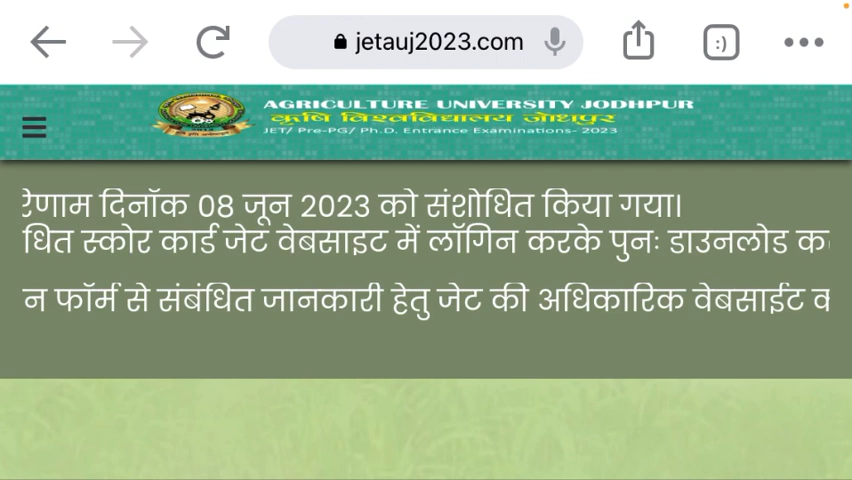 jetauj2023.com
:)
AGRICULTURE UNIVERSITY JODHPUR
कृषि विश्वविद्यालय जोधपुर
JET/ Pre-PG/ Ph.D. Entrance Examinations- 2023
रिणाम दिनॉक 08 जून 2023 को संशोधित किया गया।
धित स्कोर कार्ड जेट वेबसाइट में लॉगिन करके पुनः डाउनलोड
न फॉर्म से संबंधित जानकारी हेतु जेट की अधिकारिक वेबसाईट